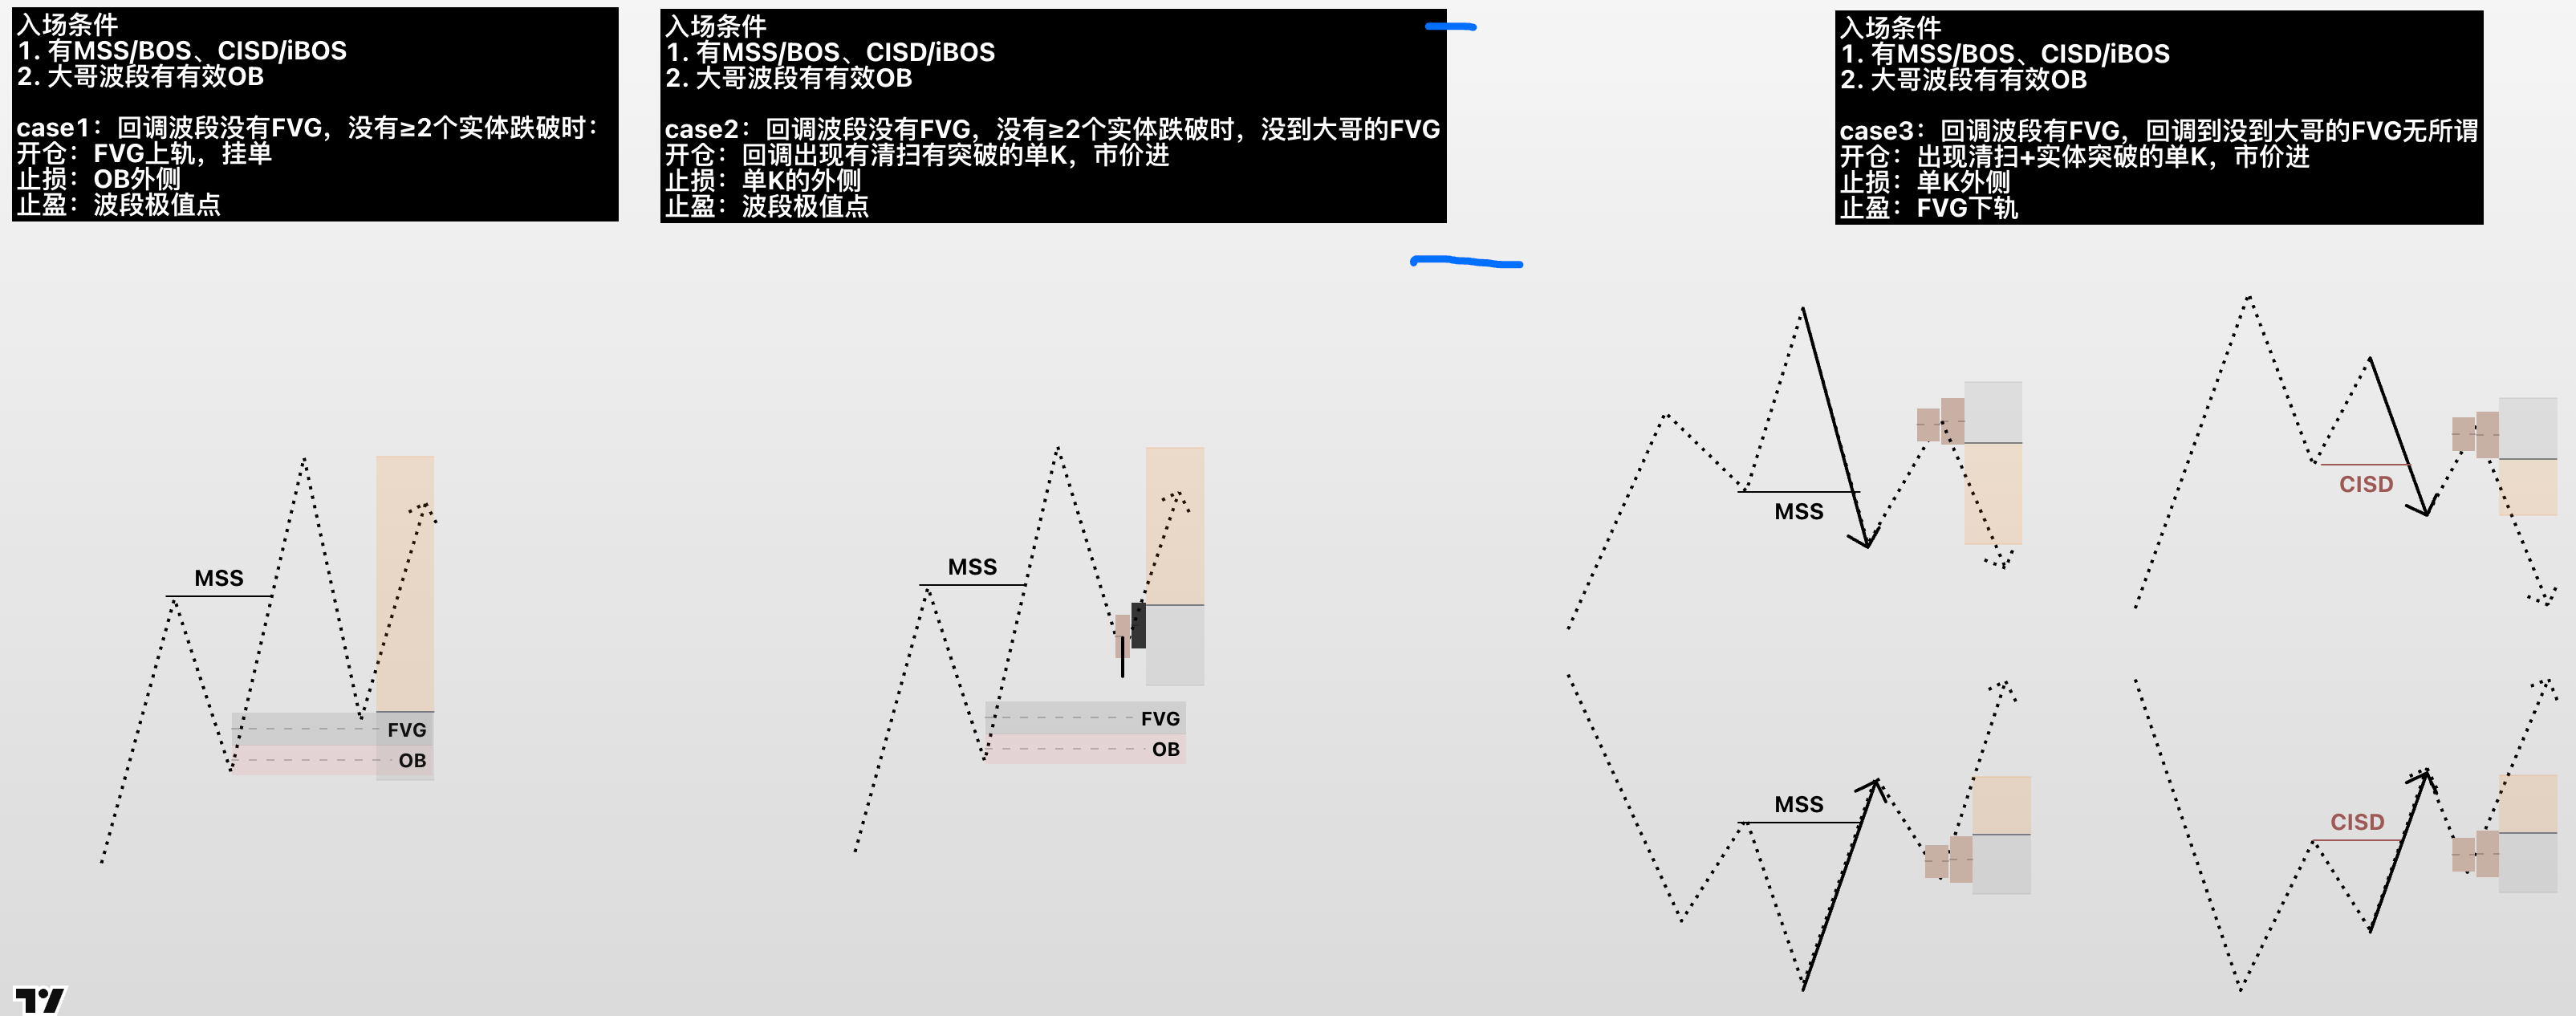 入场条件
1. 有MSS/BOS、CISD/iBOS
2. 大哥波段有有效OB
case1：回调波段没有FVG，没有≥2个实体跌破时：
开仓：FVG上轨，挂单
止损：OB外侧
止盈：波段极值点
入场条件
1. 有MSS/BOS、CISD/iBOS
2. 大哥波段有有效OB
case2：回调波段没有FVG，没有≥2个实体跌破时，没到大哥的FVG
开仓：回调出现有清扫有突破的单K，市价进
止损：单K的外侧
止盈：波段极值点
入场条件
1. 有MSS/BOS、CISD/iBOS
2. 大哥波段有有效OB
case3：回调波段有FVG，回调到没到大哥的FVG无所谓
开仓：出现清扫+实体突破的单K，市价进
止损：单K外侧
止盈：FVG下轨
MSS
FVG
OB
MSS
FVG
OB
MSS
CISD
MSS
CISD